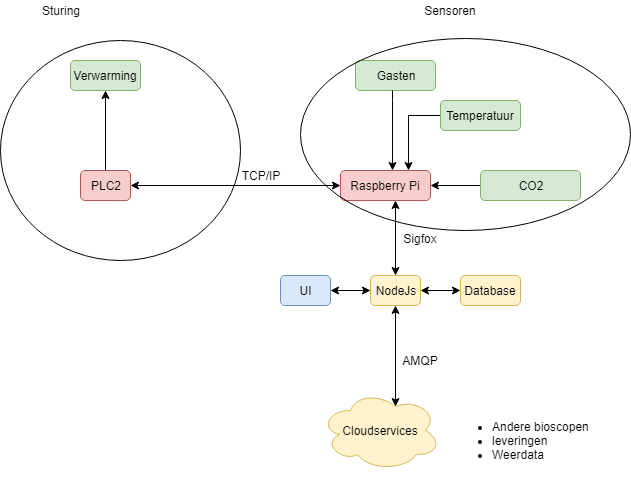 Sturing
Sensoren
Verwarming
Gasten
Temperatuur
PLC2
TCP/IP
Raspberry Pi
CO2
Sigfox
UI
NodeJs
Database
AMQP
Cloudservices
Andere bioscopen
leveringen
Weerdata